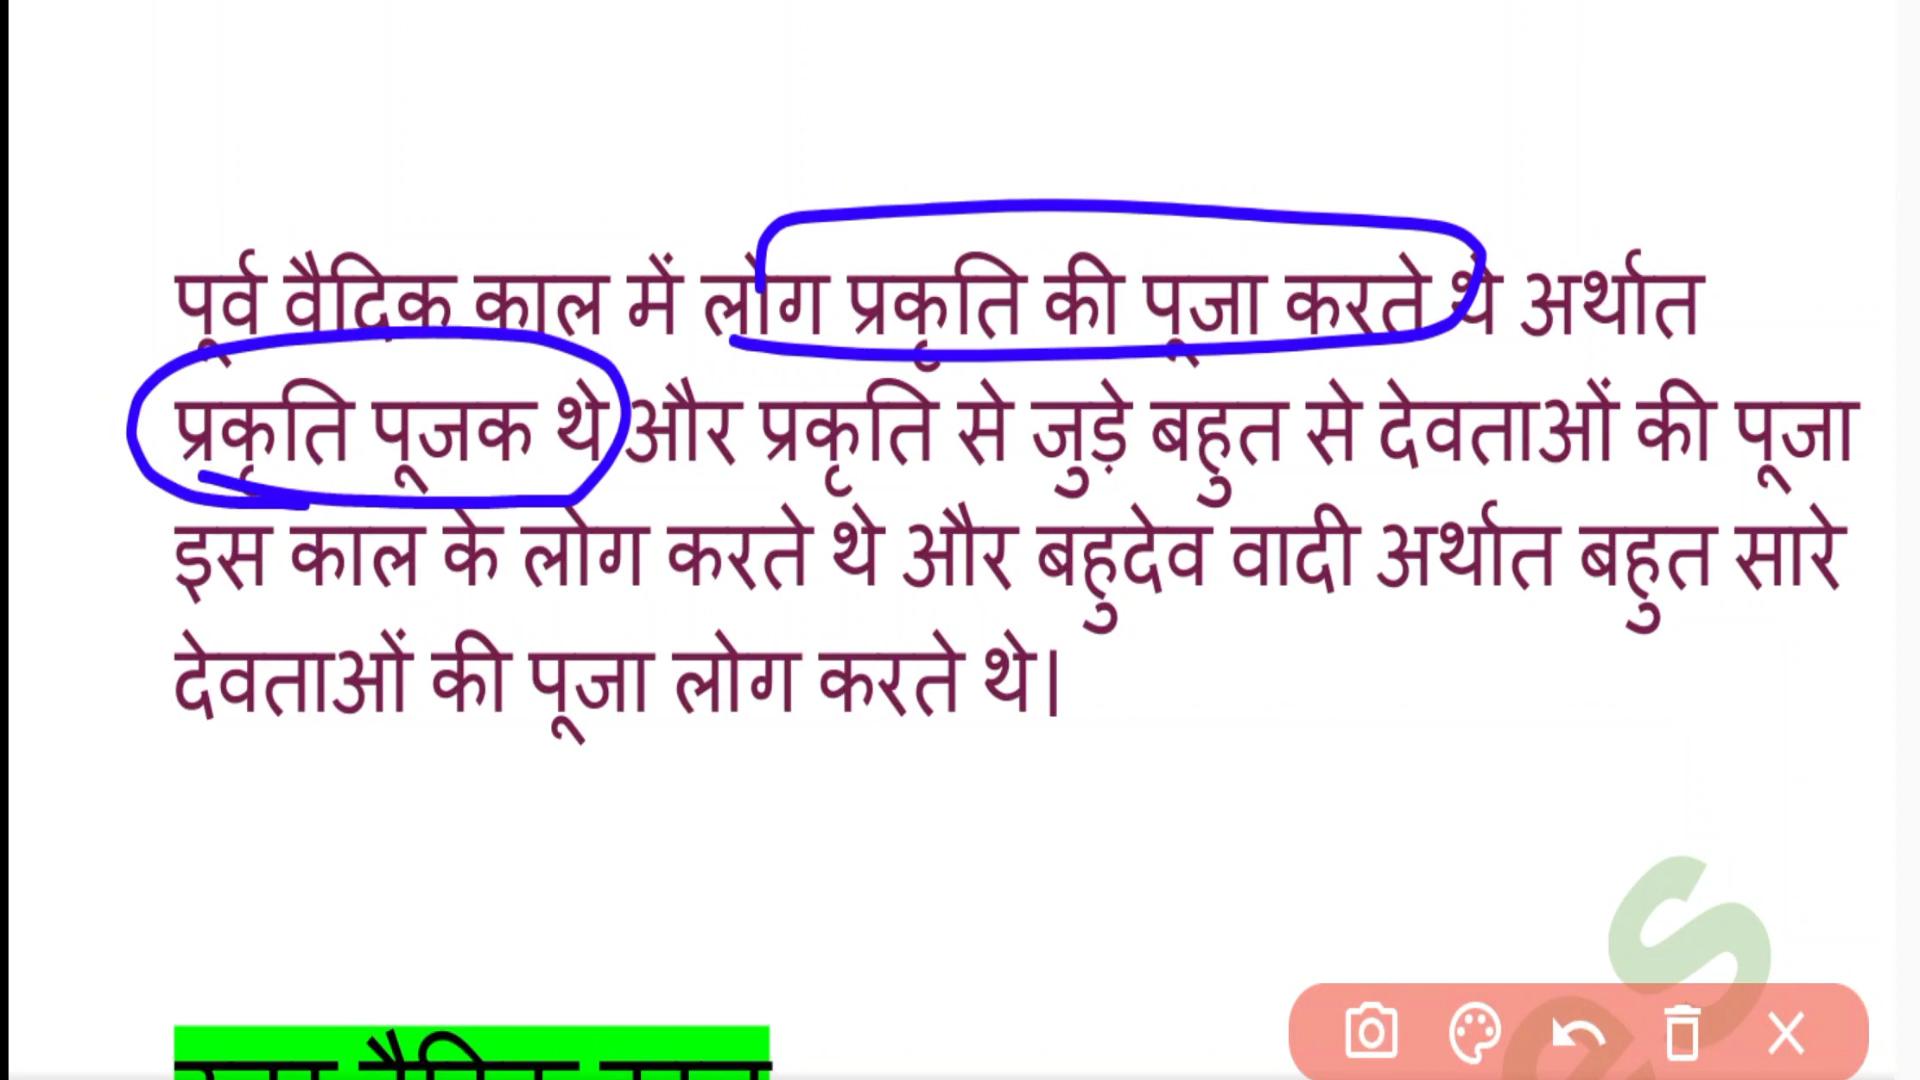 पूर्व वैदिक काल में लोग प्रकृति की पूजा करते थे अर्थात
प्रकृति पूजक थे और प्रकृति से जुड़े बहुत से देवताओं की पूजा
इस काल के लोग करते थे और बहुदेव वादी अर्थात बहुत सारे
देवताओं की पूजा लोग करते थे।